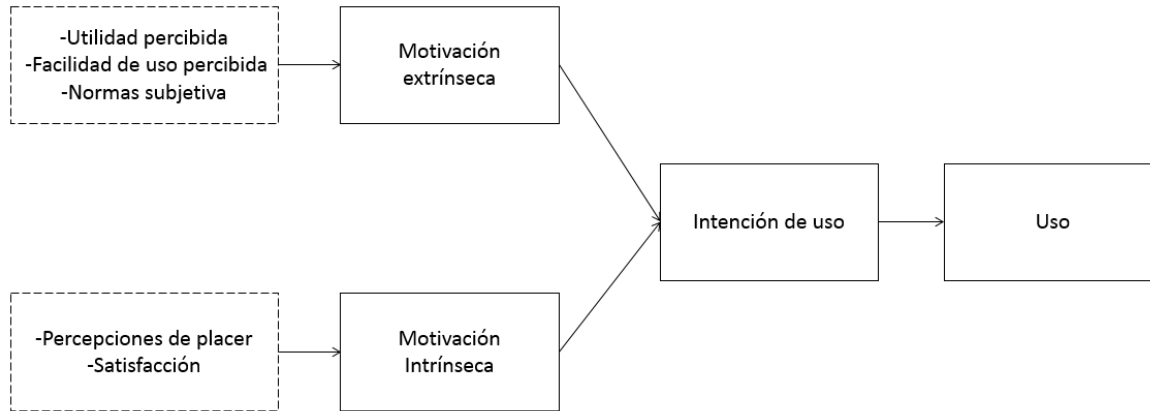 -Utilidad percibida
-Facilidad de uso percibida
-Normas subjetiva
Motivación
extrínseca
Intención de uso
Uso
-Percepciones de placer
-Satisfacción
Motivación
Intrínseca